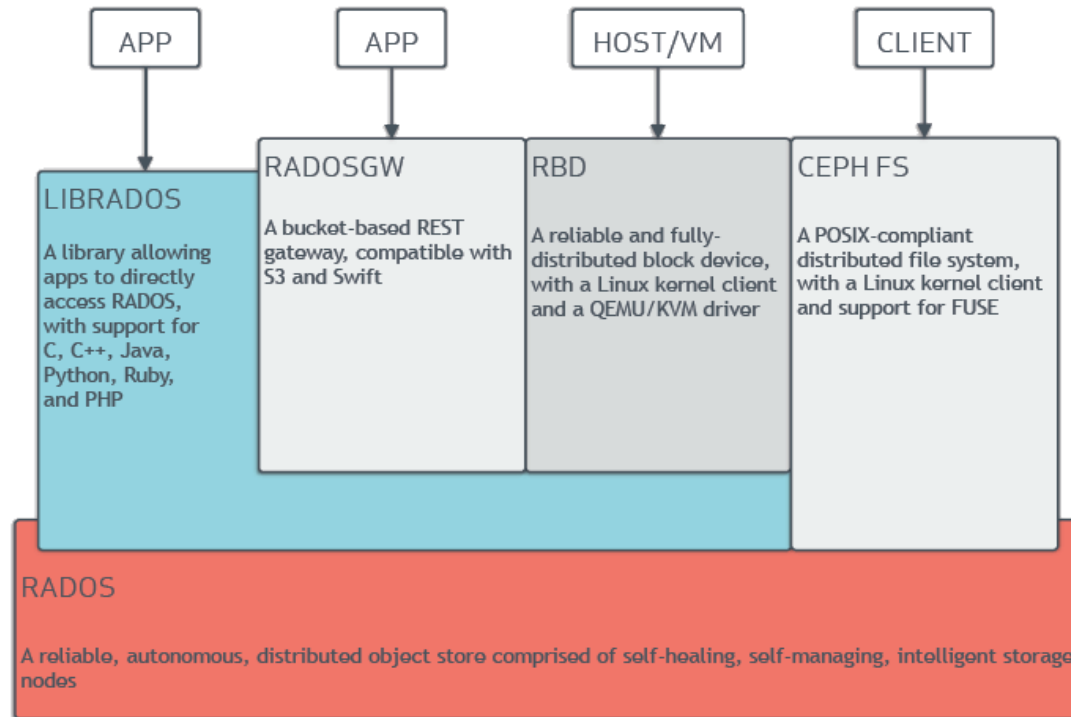 APP
APP
HOST/VM
CLIENT
LIBRADOS
A library allowing
apps to directly
access RADOS,
with support for
C, C++, Java,
Python, Ruby,
and PHP
RADOSGW
A bucket-based REST
gateway, compatible with
S3 and Swift
RBD
A reliable and fully-
distributed block device,
with a Linux kernel client
and a QEMU/KVM driver
CEPH FS
A POSIX-compliant
distributed file system,
with a Linux kernel client
and support for FUSE
RADOS
A reliable, autonomous, distributed object store comprised of self-healing, self-managing, intelligent storage
nodes